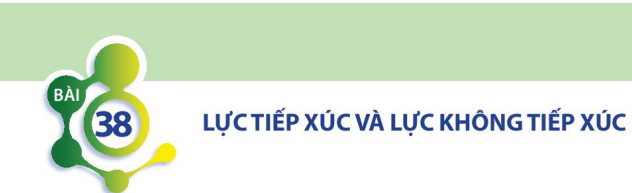 BÀI
38
LỰC TIẾP XÚC VÀ LỰC KHÔNG TIẾP XÚC